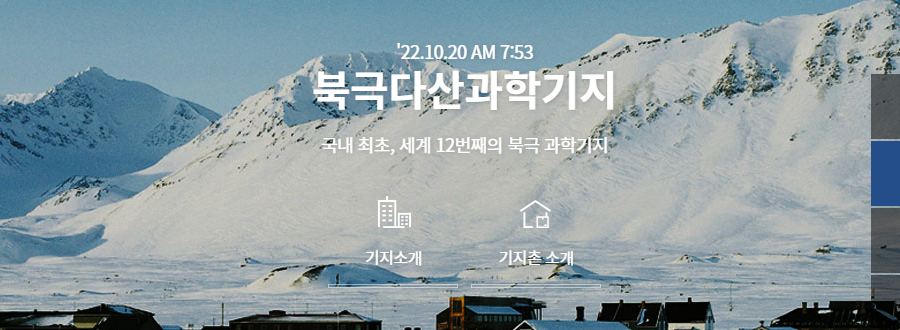 '22.10.20 AM 7:53
북극다산과학기지
국내 최초, 세계 12번째의 북극 과학기지
기지소개
기지촌 소개